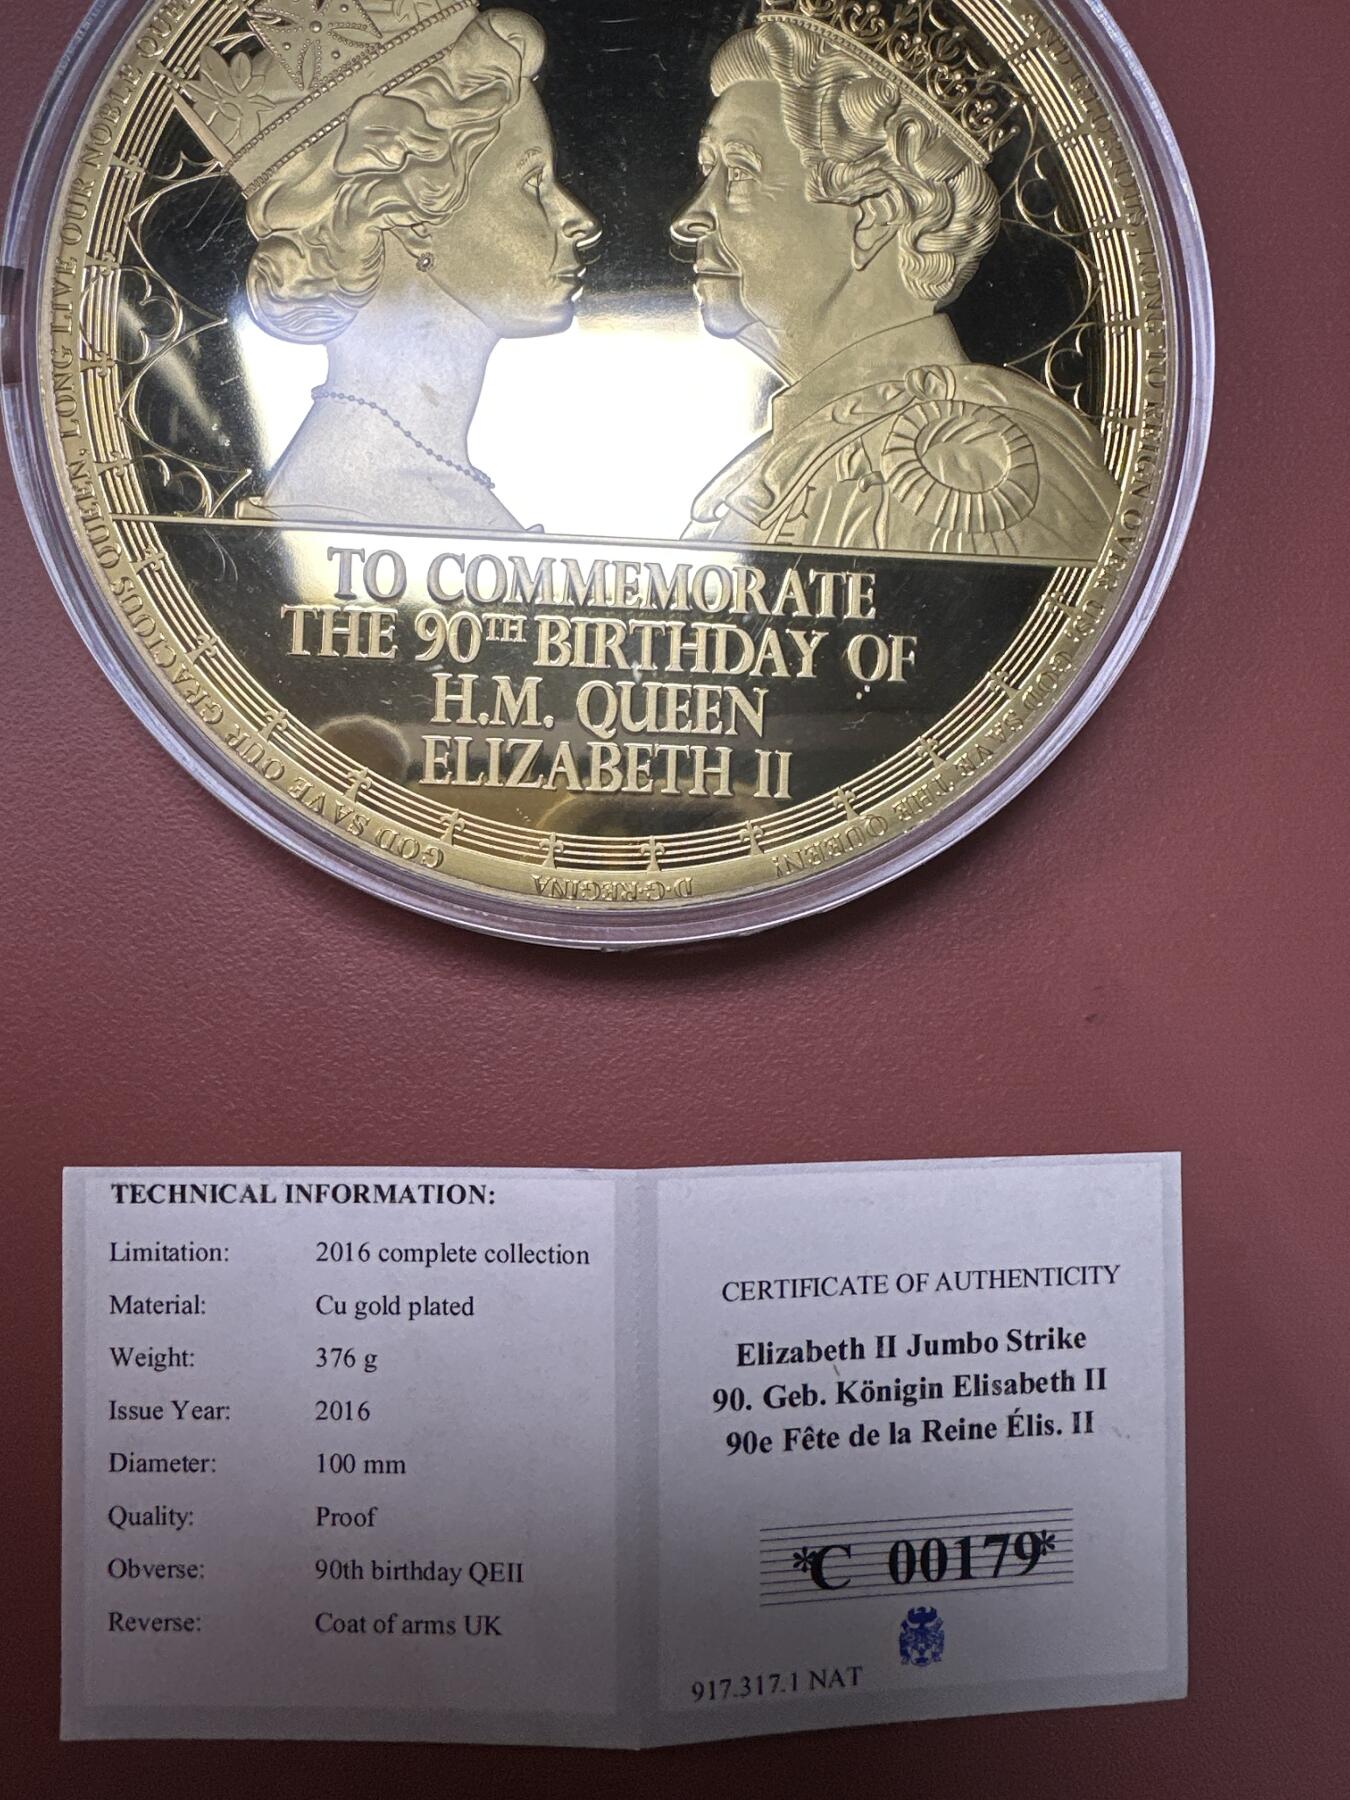 GOD SAVE OUR GRACIOUS QUEEN, LONG LIVE OUR NOBLE QUEE
AND GLORIOUS, LONG TO REIGN OVER US; GOD SAVE THE QUEEN!
D·G·REGINA
TO COMMEMORATE
THE 90TH BIRTHDAY OF
H.M. QUEEN
ELIZABETH II
TECHNICAL INFORMATION:
Limitation: 2016 complete collection
Material: Cu gold plated
Weight: 376 g
Issue Year: 2016
Diameter: 100 mm
Quality: Proof
Obverse: 90th birthday QEII
Reverse: Coat of arms UK
CERTIFICATE OF AUTHENTICITY
Elizabeth II Jumbo Strike
90. Geb. Königin Elisabeth II
90e Fête de la Reine Élis. II
*C 00179*
917.317.1 NAT